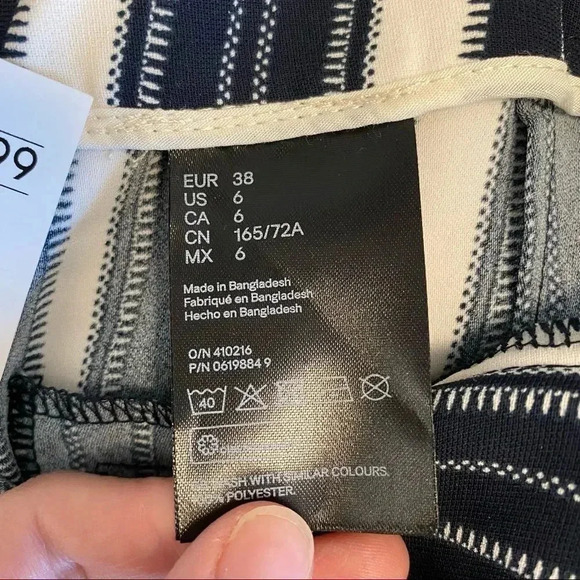 99
EUR 38
US 6
CA 6
CN 165/72A
MX 6
Made in Bangladesh
Fabriqué en Bangladesh
Hecho en Bangladesh
O/N 410216
P/N 0619884 9
40
WASH WITH SIMILAR COLOURS.
100% POLYESTER.